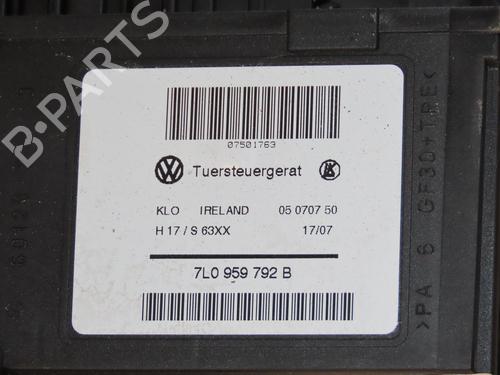 B-PARTS
07501763
Tuersteuergerat
KLO IRELAND 05 0707 50
H 17 / S 63XX 17/07
7L0 959 792 B
>PA 6 GF30+TPE<